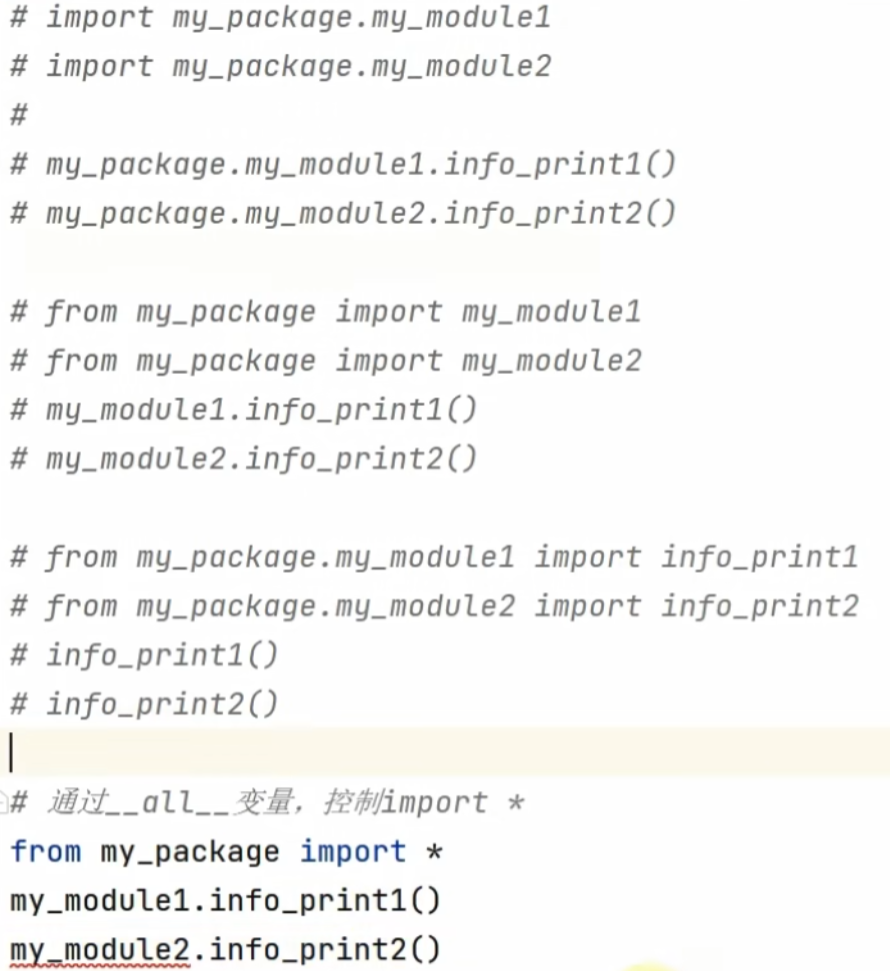 # import my_package.my_module1
# import my_package.my_module2
#
# my_package.my_module1.info_print1()
# my_package.my_module2.info_print2()
# from my_package import my_module1
# from my_package import my_module2
# my_module1.info_print1()
# my_module2.info_print2()
# from my_package.my_module1 import info_print1
# from my_package.my_module2 import info_print2
# info_print1()
# info_print2()
# 通过__all__变量，控制import *
from my_package import *
my_module1.info_print1()
my_module2.info_print2()